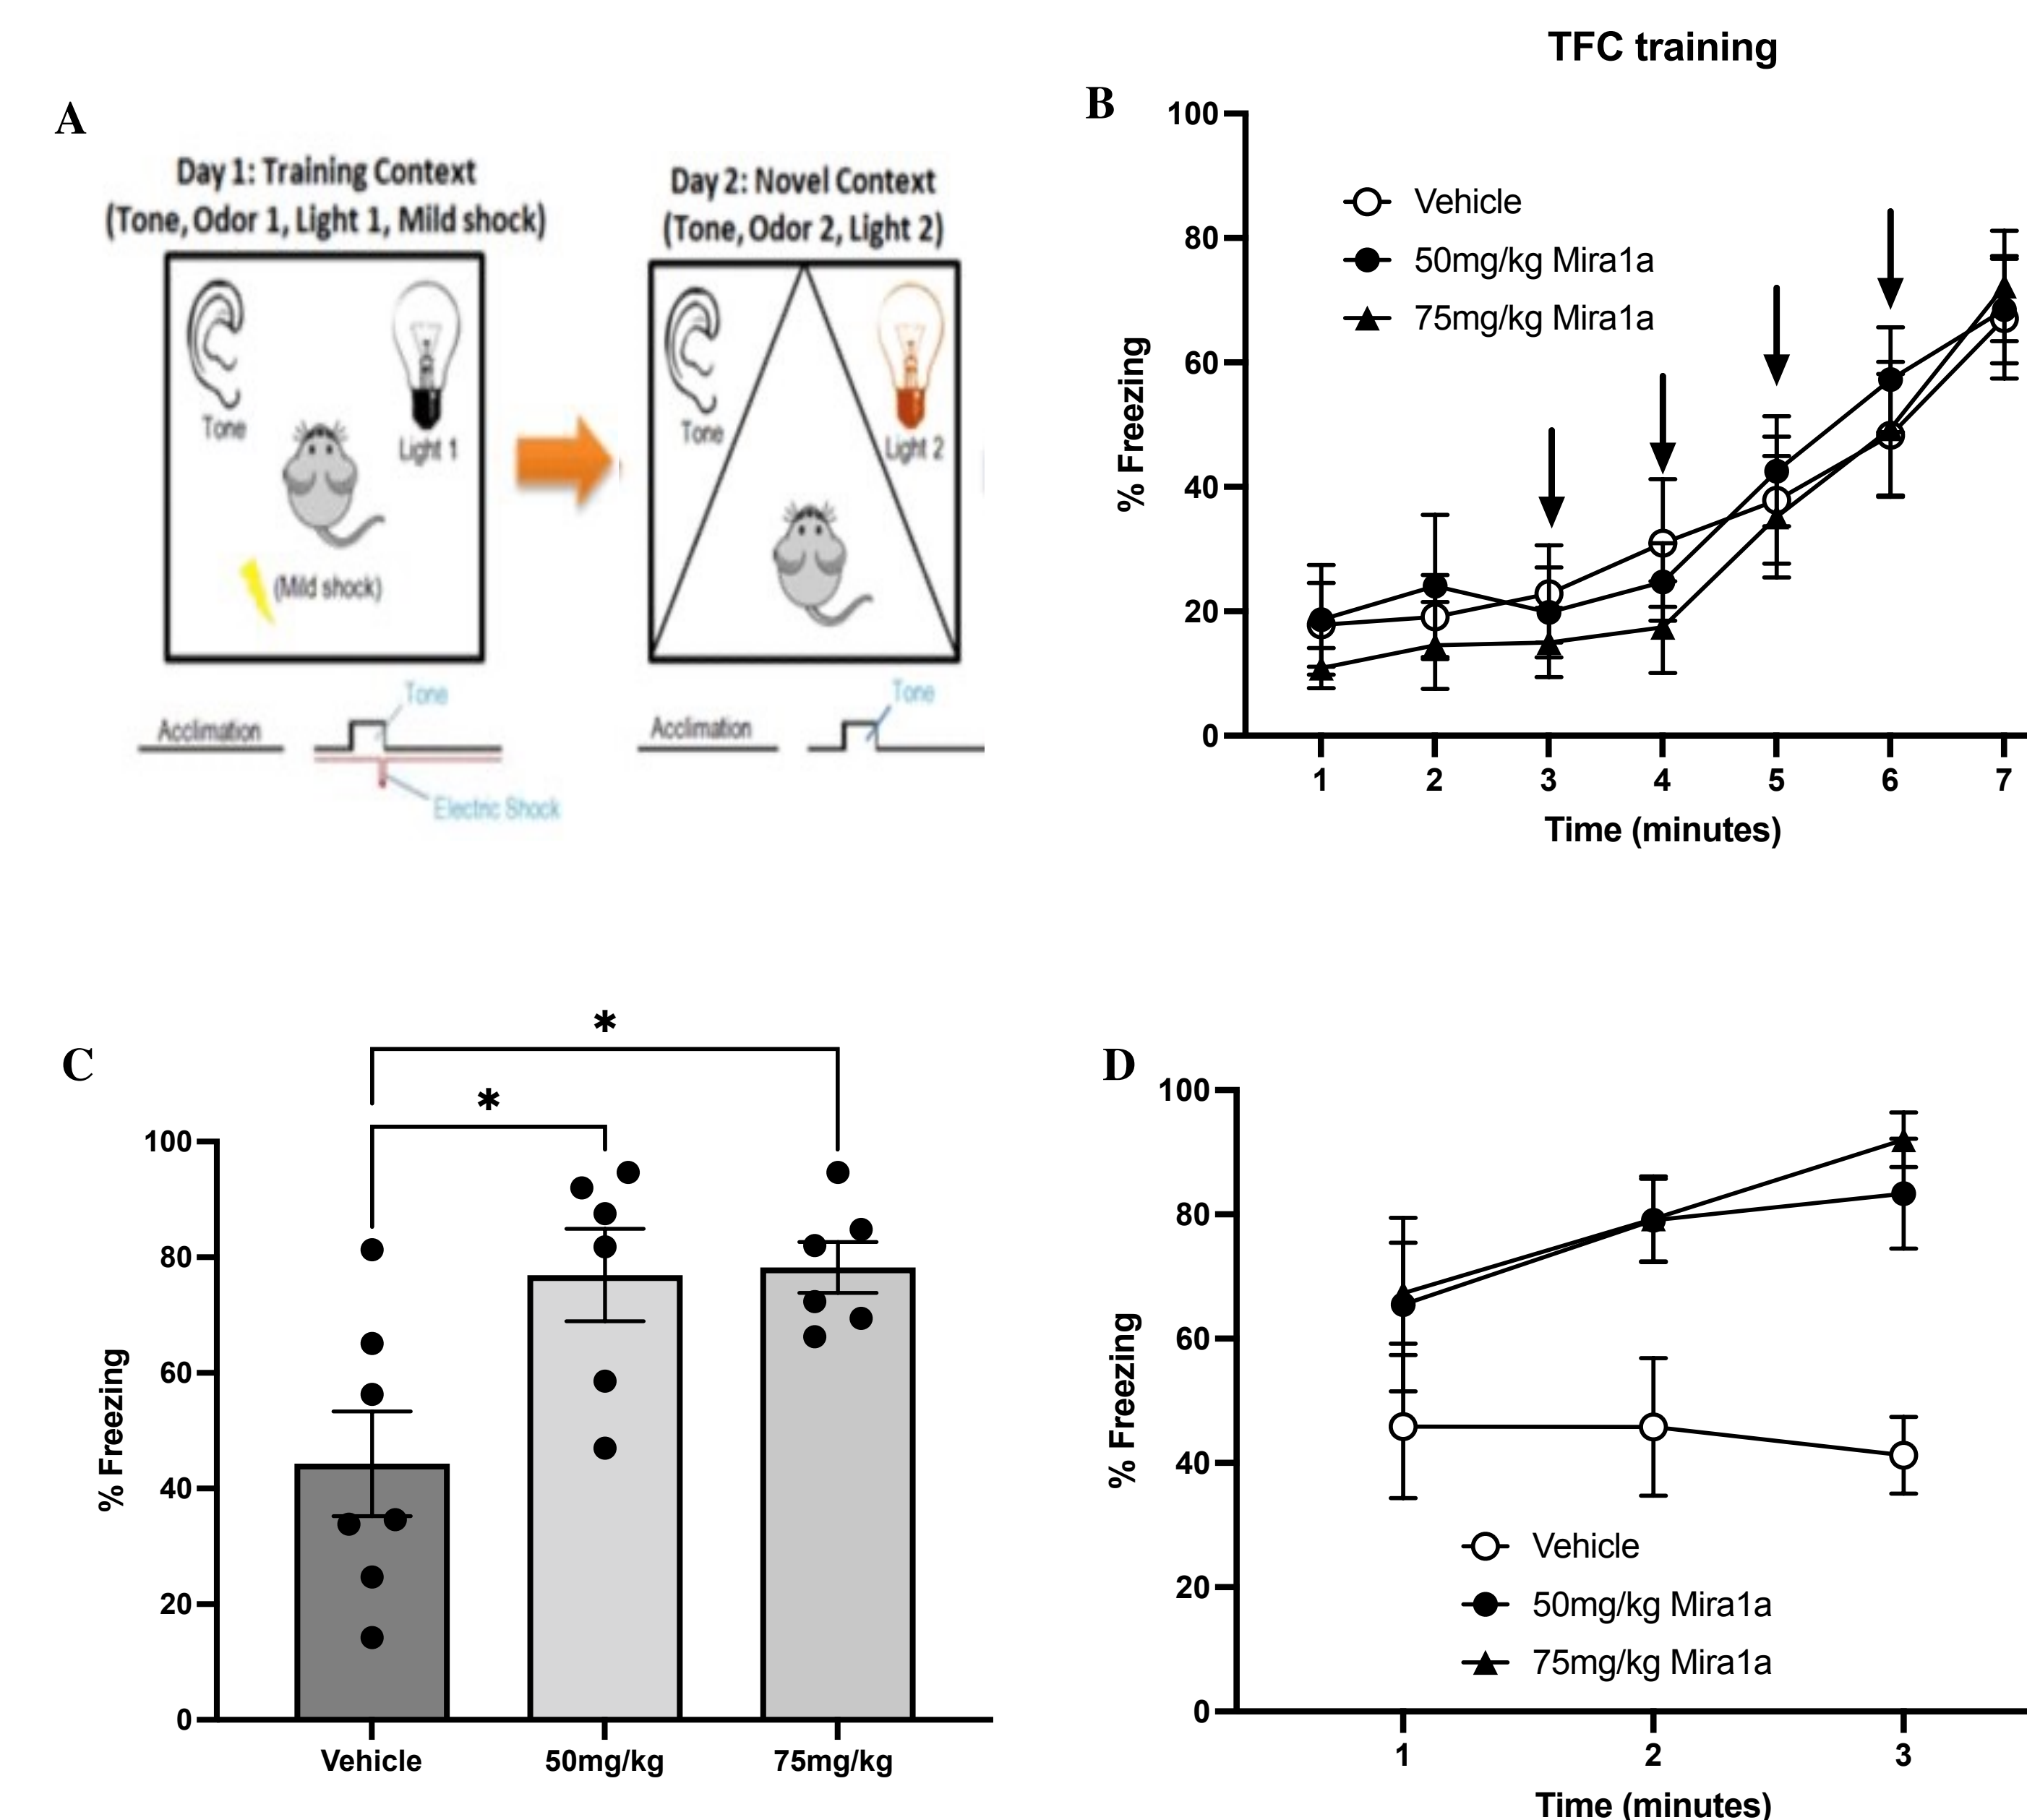 A
Day 1: Training Context
(Tone, Odor 1, Light 1, Mild shock)
Tone
Light 1
(Mild shock)
Acclimation
Tone
Electric Shock
Day 2: Novel Context
(Tone, Odor 2, Light 2)
Tone
Light 2
Acclimation
Tone
B
TFC training
% Freezing
100
80
60
40
20
0
Vehicle
50mg/kg Mira1a
75mg/kg Mira1a
1 2 3 4 5 6 7
Time (minutes)
C
% Freezing
100
80
60
40
20
0
*
*
Vehicle 50mg/kg 75mg/kg
D
% Freezing
100
80
60
40
20
0
Vehicle
50mg/kg Mira1a
75mg/kg Mira1a
1 2 3
Time (minutes)